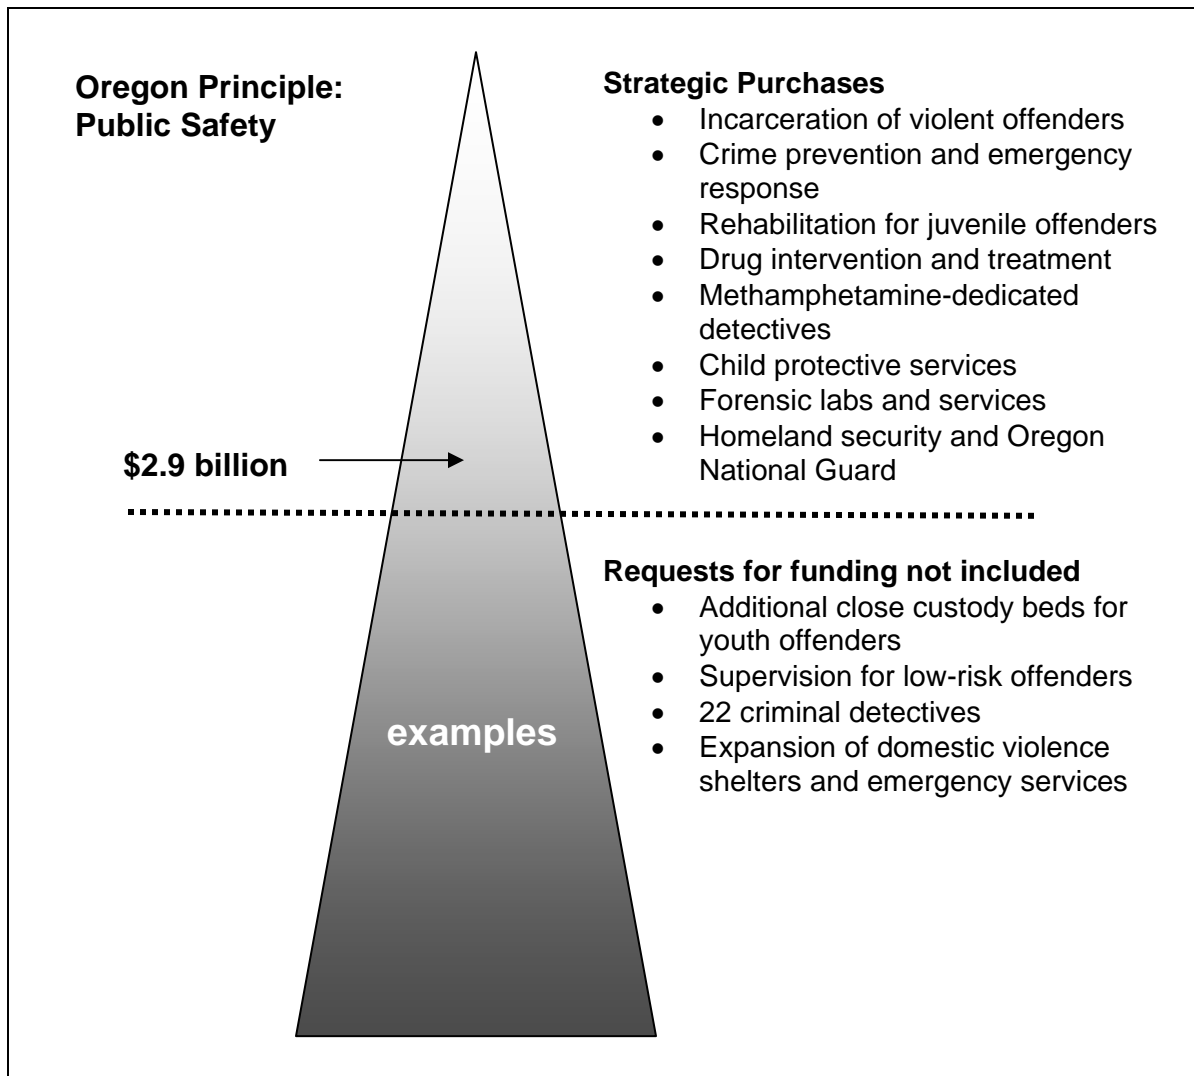 Oregon Principle:
Public Safety
Strategic Purchases
• Incarceration of violent offenders
• Crime prevention and emergency
response
• Rehabilitation for juvenile offenders
• Drug intervention and treatment
• Methamphetamine-dedicated
detectives
• Child protective services
• Forensic labs and services
• Homeland security and Oregon
National Guard
$2.9 billion
Requests for funding not included
• Additional close custody beds for
youth offenders
• Supervision for low-risk offenders
• 22 criminal detectives
• Expansion of domestic violence
shelters and emergency services
examples